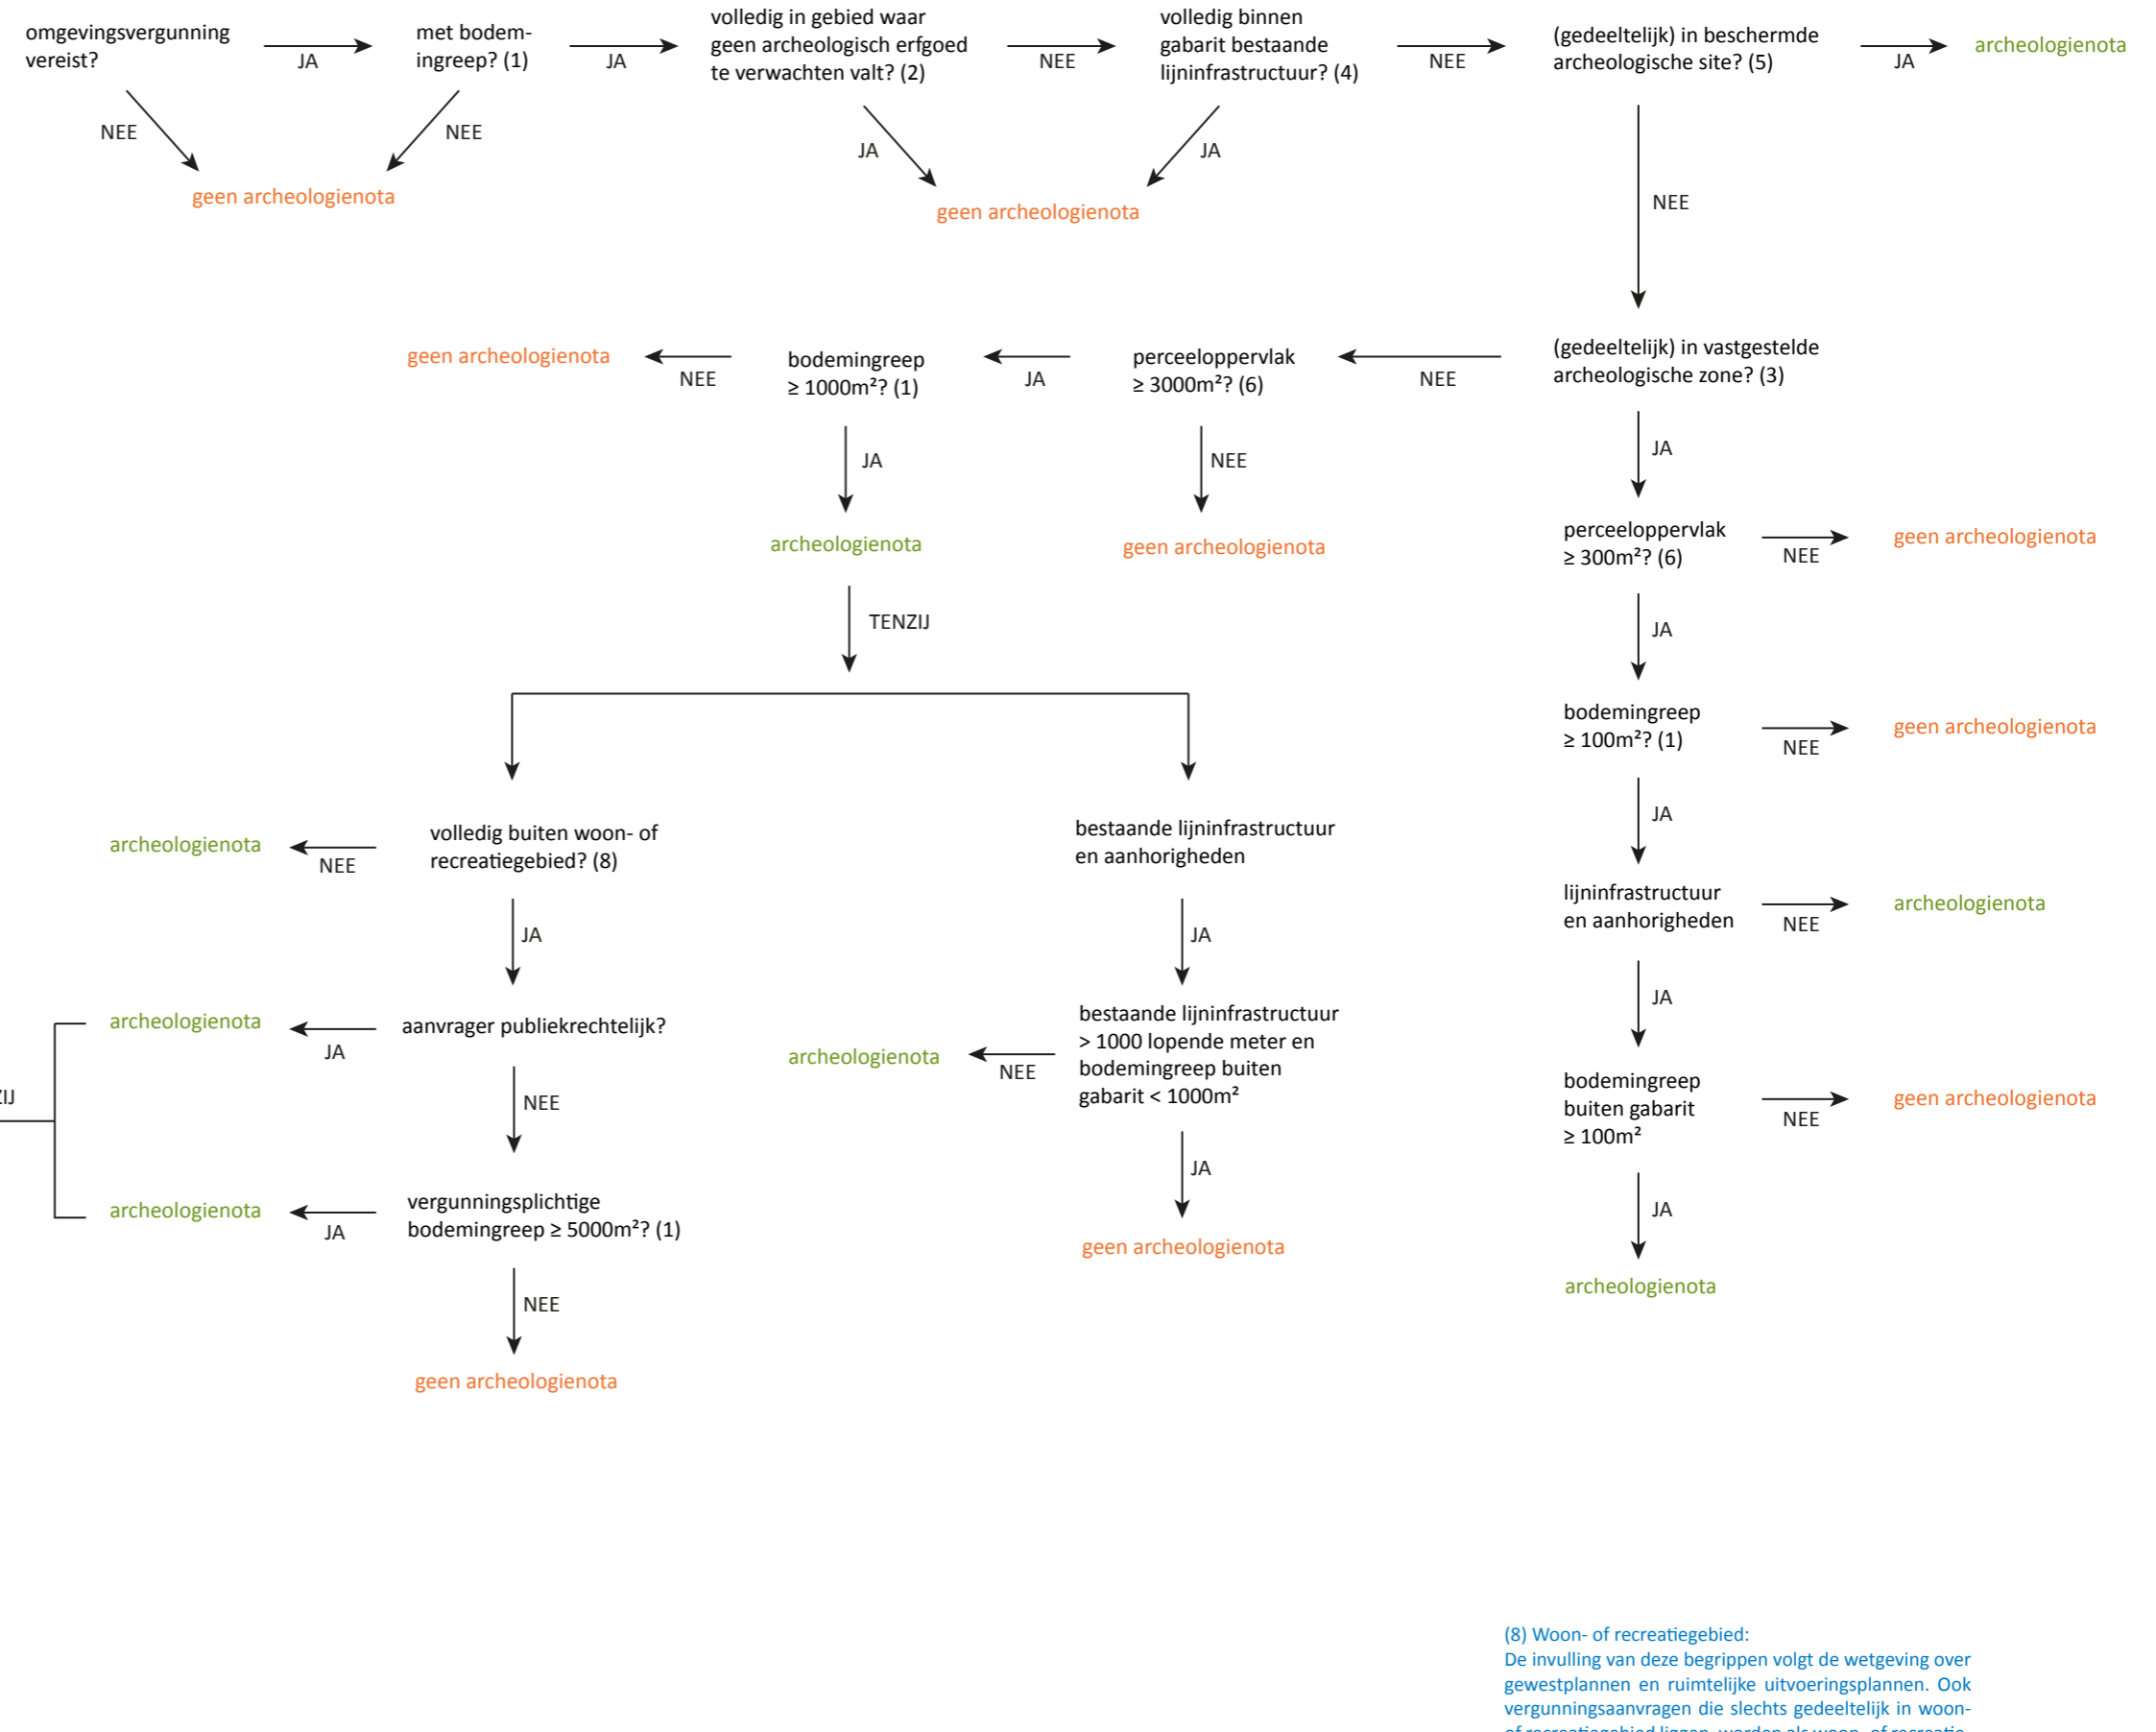 omgevingsvergunning
vereist?
JA
met bodem-
ingreep? (1)
JA
volledig in gebied waar
geen archeologisch erfgoed
te verwachten valt? (2)
NEE
volledig binnen
gabarit bestaande
lijninfrastructuur? (4)
NEE
(gedeeltelijk) in beschermde
archeologische site? (5)
JA
archeologienota
NEE
NEE
geen archeologienota
JA
JA
geen archeologienota
NEE
(gedeeltelijk) in vastgestelde
archeologische zone? (3)
NEE
perceeloppervlak
≥ 3000m²? (6)
JA
bodemingreep
≥ 1000m²? (1)
NEE
geen archeologienota
JA
archeologienota
NEE
geen archeologienota
JA
perceeloppervlak
≥ 300m²? (6)
NEE
geen archeologienota
JA
bodemingreep
≥ 100m²? (1)
NEE
geen archeologienota
JA
lijninfrastructuur
en aanhorigheden
NEE
archeologienota
JA
bodemingreep
buiten gabarit
≥ 100m²
NEE
geen archeologienota
JA
archeologienota
TENZIJ
volledig buiten woon- of
recreatiegebied? (8)
NEE
archeologienota
JA
aanvrager publiekrechtelijk?
JA
archeologienota
NEE
vergunningsplichtige
bodemingreep ≥ 5000m²? (1)
JA
archeologienota
NEE
geen archeologienota
bestaande lijninfrastructuur
en aanhorigheden
JA
bestaande lijninfrastructuur
> 1000 lopende meter en
bodemingreep buiten
gabarit < 1000m²
NEE
archeologienota
JA
geen archeologienota
(8) Woon- of recreatiegebied:
De invulling van deze begrippen volgt de wetgeving over
gewestplannen en ruimtelijke uitvoeringsplannen. Ook
vergunningsaanvragen die slechts gedeeltelijk in woon-
of recreatiegebied liggen, worden als woon- of recreatie-